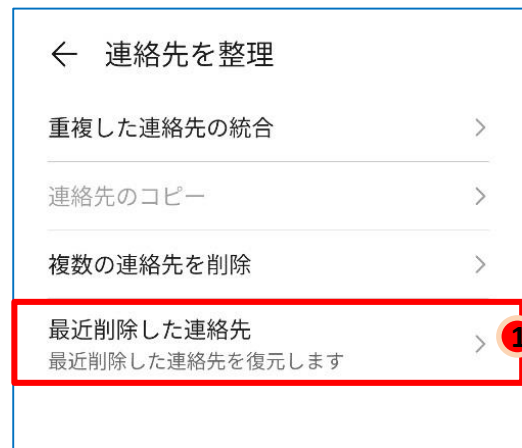 ← 連絡先を整理
重複した連絡先の統合
連絡先のコピー
複数の連絡先を削除
最近削除した連絡先
最近削除した連絡先を復元します
1